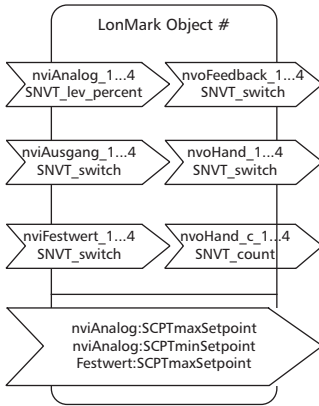 LonMark Object #
nviAnalog_1...4
SNVT_lev_percent
nvoFeedback_1...4
SNVT_switch
nviAusgang_1...4
SNVT_switch
nvoHand_1...4
SNVT_switch
nviFestwert_1...4
SNVT_switch
nvoHand_c_1...4
SNVT_count
nviAnalog:SCPTmaxSetpoint
nviAnalog:SCPTminSetpoint
Festwert:SCPTmaxSetpoint